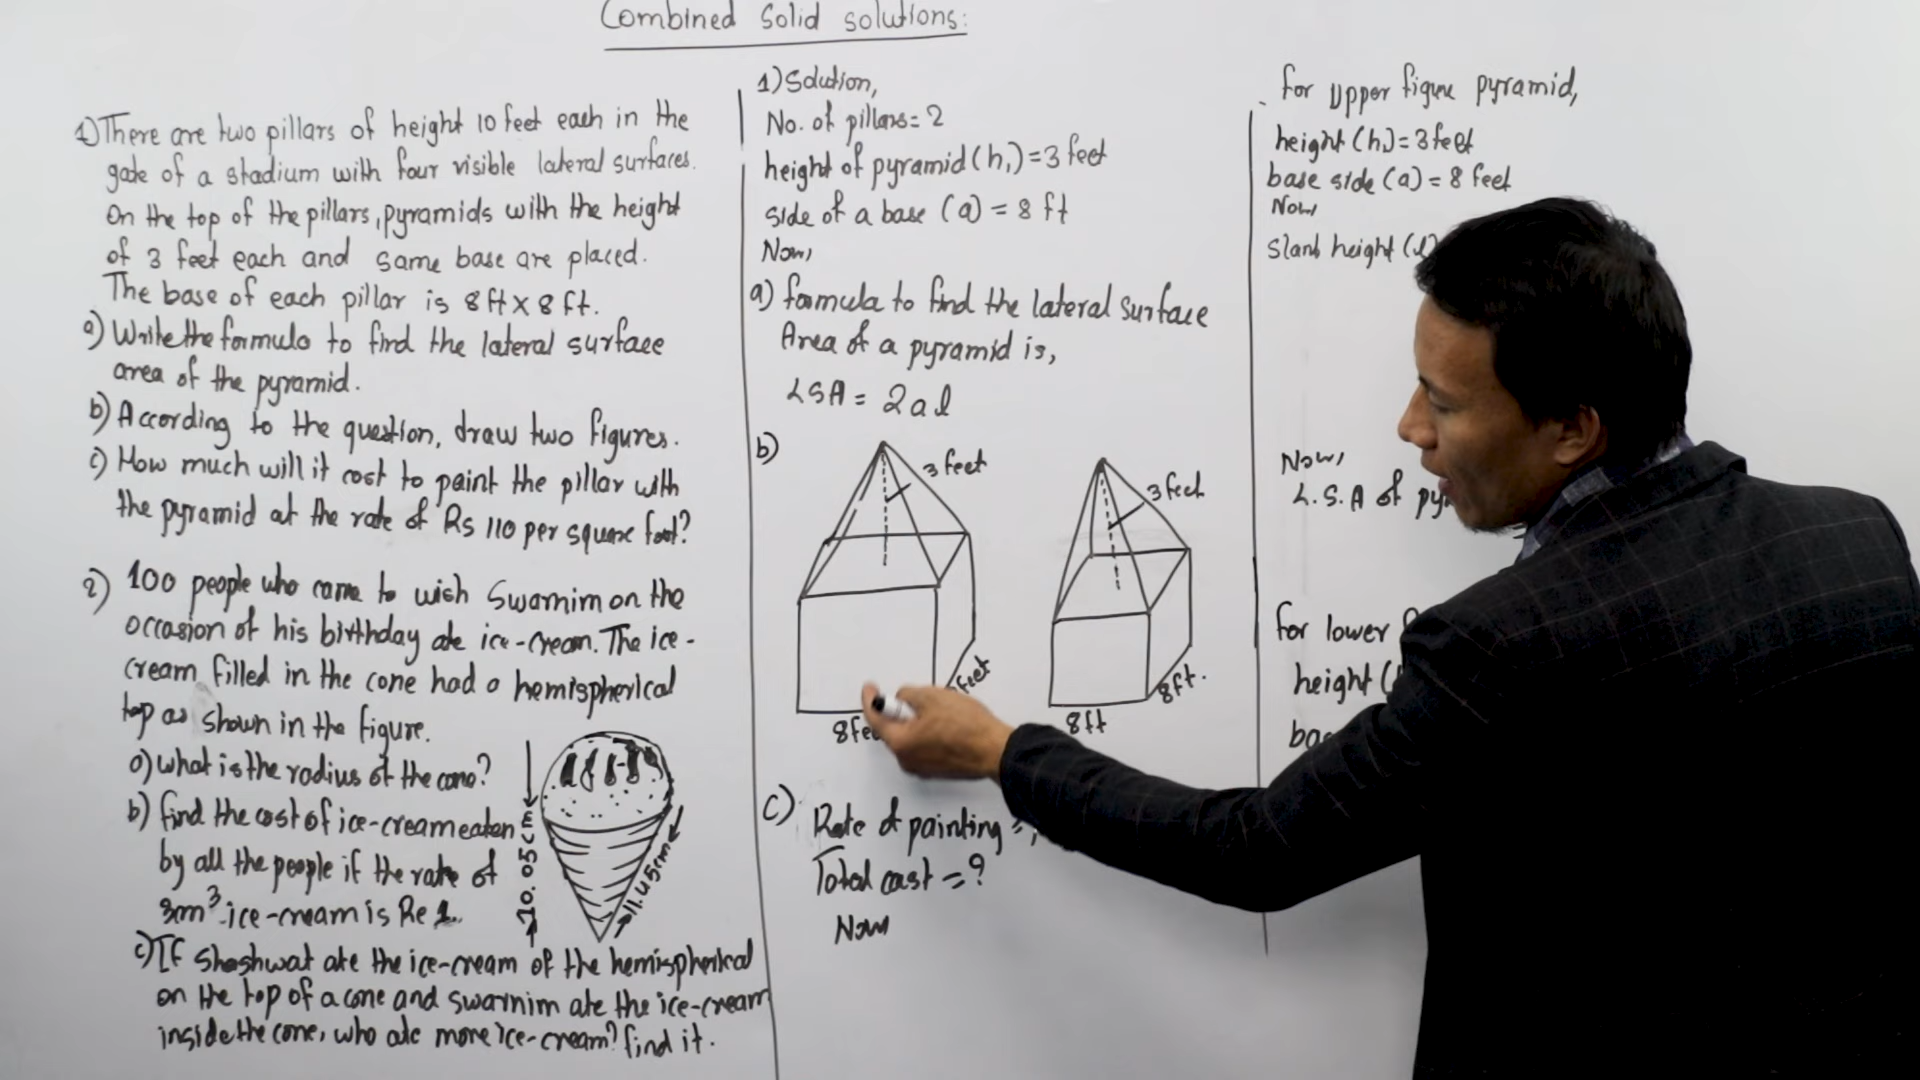 Combined Solid solutions:
1) There are two pillars of height 10 feet each in the
gate of a stadium with four visible lateral surfaces.
On the top of the pillars, pyramids with the height
of 3 feet each and same base are placed.
The base of each pillar is 8ft x 8ft.
a) Write the formula to find the lateral surface
area of the pyramid.
b) According to the question, draw two figures.
c) How much will it cost to paint the pillar with
the pyramid at the rate of Rs 110 per square foot?
2) 100 people who came to wish Swarnim on the
occasion of his birthday ate ice-cream. The ice-
cream filled in the cone had a hemispherical
top as shown in the figure.
a) what is the radius of the cone?
b) find the cost of ice-cream eaten
by all the people if the rate of
3cm³ ice-cream is Re 1.
c) If Shashwat ate the ice-cream of the hemispherical
on the top of a cone and swarnim ate the ice-cream
inside the cone, who ate more ice-cream? find it.
20.05cm
11.45cm
1) Solution,
No. of pillars = 2
height of pyramid (h₁) = 3 feet
side of a base (a) = 8 ft
Now,
a) formula to find the lateral surface
Area of a pyramid is,
LSA = 2al
b)
3 feet
3 feet
feet
8 fee
8ft
8ft.
c) Rate of painting =
Total cost = ?
Now
for upper figure pyramid,
height (h₁) = 3 feet
base side (a) = 8 feet
Now,
Slant height (l)
Now,
L.S.A of py
for lower
height (
ba